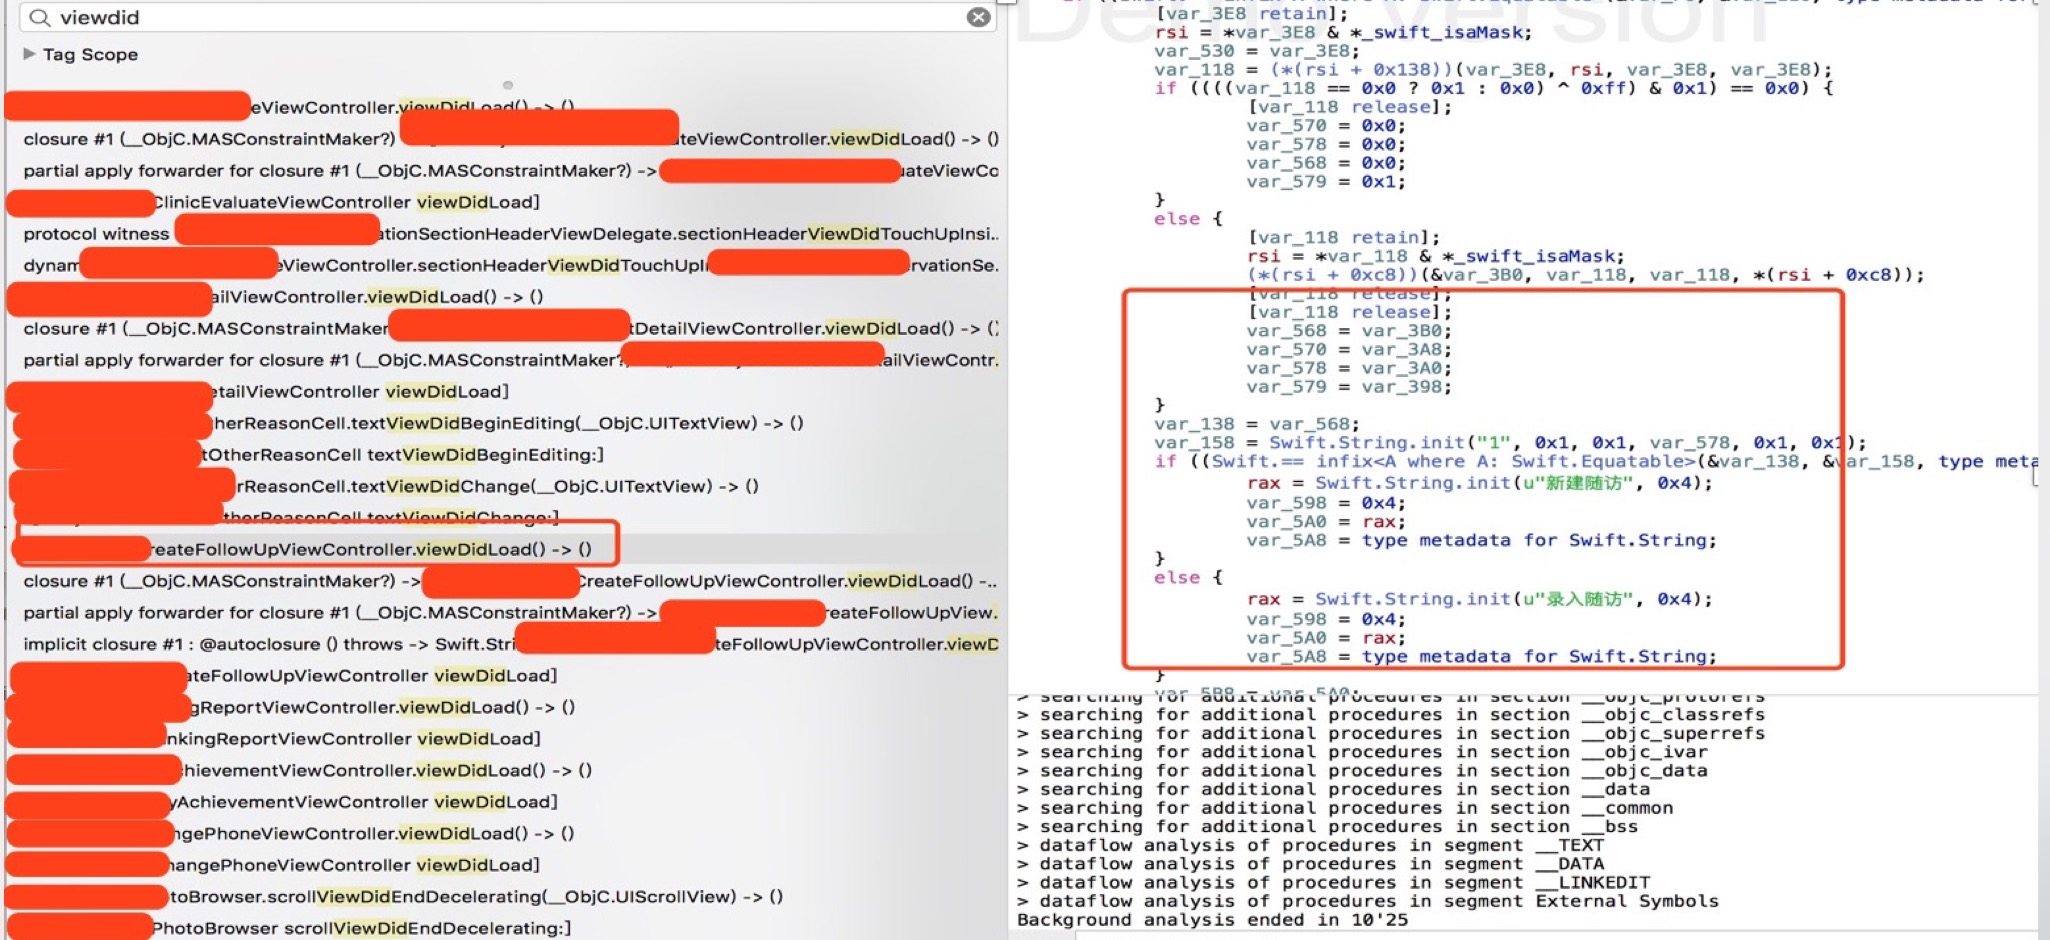 viewdid
Tag Scope
eViewController.viewDidLoad() -> ()
closure #1 (__ObjC.MASConstraintMaker?)
ateViewController.viewDidLoad() -> ()
partial apply forwarder for closure #1 (__ObjC.MASConstraintMaker?) ->
uateViewCo
ClinicEvaluateViewController viewDidLoad]
protocol witness
ationSectionHeaderViewDelegate.sectionHeaderViewDidTouchUpInsi..
dynam
eViewController.sectionHeaderViewDidTouchUpI
rvationSe.
ailViewController.viewDidLoad() -> ()
closure #1 (__ObjC.MASConstraintMaker
tDetailViewController.viewDidLoad() -> ()
partial apply forwarder for closure #1 (__ObjC.MASConstraintMaker?
ailViewContr.
etailViewController viewDidLoad]
herReasonCell.textViewDidBeginEditing(__ObjC.UITextView) -> ()
tOtherReasonCell textViewDidBeginEditing:]
rReasonCell.textViewDidChange(__ObjC.UITextView) -> ()
therReasonCell textViewDidChange:]
reateFollowUpViewController.viewDidLoad() -> ()
closure #1 (__ObjC.MASConstraintMaker?) ->
CreateFollowUpViewController.viewDidLoad() -..
partial apply forwarder for closure #1 (__ObjC.MASConstraintMaker?) ->
reateFollowUpView.
implicit closure #1 : @autoclosure () throws -> Swift.Stri
teFollowUpViewController.viewD
ateFollowUpViewController viewDidLoad]
gReportViewController.viewDidLoad() -> ()
nkingReportViewController viewDidLoad]
hievementViewController.viewDidLoad() -> ()
yAchievementViewController viewDidLoad]
ngePhoneViewController.viewDidLoad() -> ()
hangePhoneViewController viewDidLoad]
toBrowser.scrollViewDidEndDecelerating(__ObjC.UIScrollView) -> ()
PhotoBrowser scrollViewDidEndDecelerating:]
[var_3E8 retain];
rsi = *var_3E8 & *_swift_isaMask;
var_530 = var_3E8;
var_118 = (*(rsi + 0x138))(var_3E8, rsi, var_3E8, var_3E8);
if ((((var_118 == 0x0 ? 0x1 : 0x0) ^ 0xff) & 0x1) == 0x0) {
[var_118 release];
var_570 = 0x0;
var_578 = 0x0;
var_568 = 0x0;
var_579 = 0x1;
}
else {
[var_118 retain];
rsi = *var_118 & *_swift_isaMask;
(*(rsi + 0xc8))(&var_3B0, var_118, var_118, *(rsi + 0xc8));
[var_118 release];
[var_118 release];
var_568 = var_3B0;
var_570 = var_3A8;
var_578 = var_3A0;
var_579 = var_398;
}
var_138 = var_568;
var_158 = Swift.String.init("1", 0x1, 0x1, var_578, 0x1, 0x1);
if ((Swift.== infix<A where A: Swift.Equatable>(&var_138, &var_158, type meta
rax = Swift.String.init(u"新建随访", 0x4);
var_598 = 0x4;
var_5A0 = rax;
var_5A8 = type metadata for Swift.String;
}
else {
rax = Swift.String.init(u"录入随访", 0x4);
var_598 = 0x4;
var_5A0 = rax;
var_5A8 = type metadata for Swift.String;
}
var_5B8 = var_5A0;
> searching for additional procedures in section __objc_protorefs
> searching for additional procedures in section __objc_classrefs
> searching for additional procedures in section __objc_superrefs
> searching for additional procedures in section __objc_ivar
> searching for additional procedures in section __objc_data
> searching for additional procedures in section __data
> searching for additional procedures in section __common
> searching for additional procedures in section __bss
> dataflow analysis of procedures in segment __TEXT
> dataflow analysis of procedures in segment __DATA
> dataflow analysis of procedures in segment __LINKEDIT
> dataflow analysis of procedures in segment External Symbols
Background analysis ended in 10'25